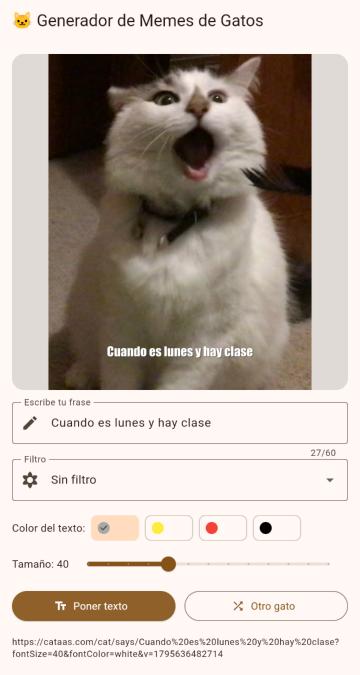 🐱 Generador de Memes de Gatos
Cuando es lunes y hay clase
Escribe tu frase
Cuando es lunes y hay clase
27/60
Filtro
Sin filtro
Color del texto:
Tamaño: 40
Poner texto
Otro gato
https://cataas.com/cat/says/Cuando%20es%20lunes%20y%20hay%20clase?
fontSize=40&fontColor=white&v=1795636482714